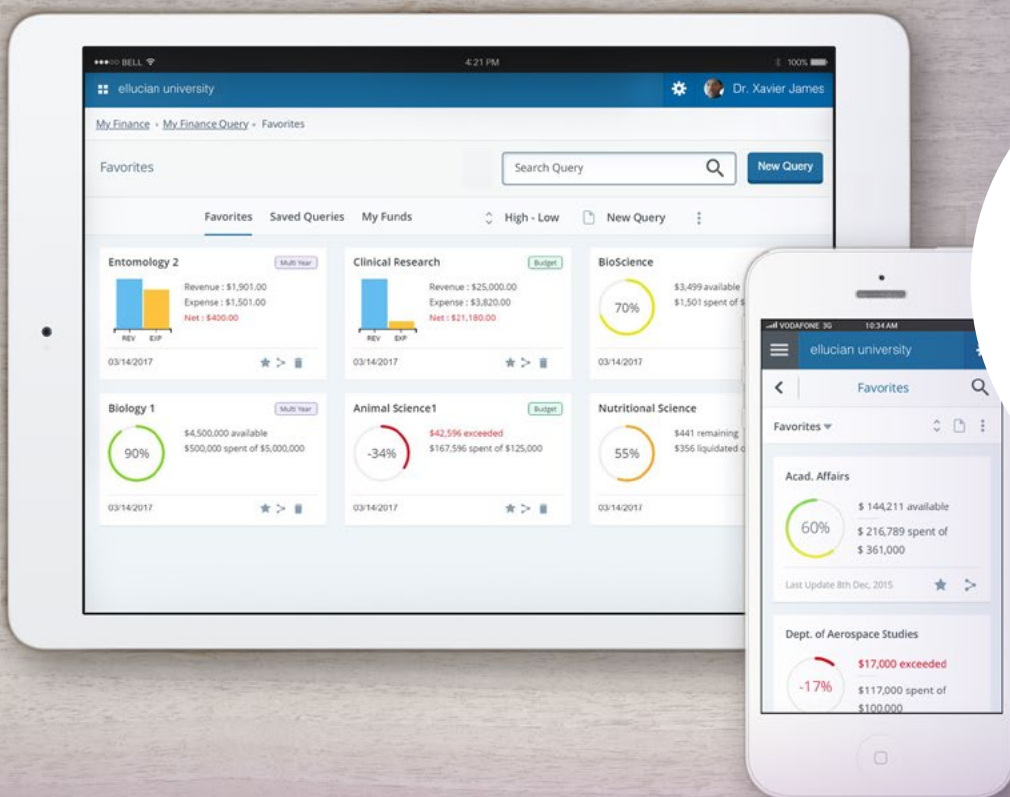 BELL 4:21 PM 100%
ellucian university Dr. Xavier James
My Finance • My Finance Query • Favorites
Favorites Search Query New Query
Favorites Saved Queries My Funds High - Low New Query
Entomology 2 Multi Year
Revenue : $1,901.00
Expense : $1,501.00
Net : $400.00
REV EXP
03/14/2017
Clinical Research Budget
Revenue : $25,000.00
Expense : $3,820.00
Net : $21,180.00
REV EXP
03/14/2017
BioScience
70%
$3,499 available
$1,501 spent of
03/14/2017
Biology 1 Multi Year
90%
$4,500,000 available
$500,000 spent of $5,000,000
03/14/2017
Animal Science1 Budget
-34%
$42,596 exceeded
$167,596 spent of $125,000
03/14/2017
Nutritional Science
55%
$441 remaining
$356 liquidated
03/14/2017
VODAFONE 3G 10:34 AM
ellucian university
Favorites
Favorites
Acad. Affairs
60%
$ 144,211 available
$ 216,789 spent of
$ 361,000
Last Update 8th Dec, 2015
Dept. of Aerospace Studies
-17%
$17,000 exceeded
$117,000 spent of
$100,000